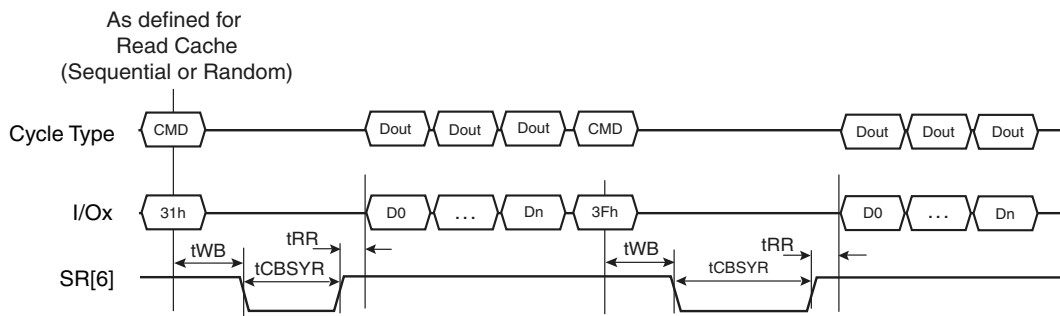 As defined for
Read Cache
(Sequential or Random)
Cycle Type CMD Dout Dout Dout CMD Dout Dout Dout
I/Ox 31h D0 ... Dn 3Fh D0 ... Dn
tWB tRR tWB tRR
tCBSYR tCBSYR
SR[6]